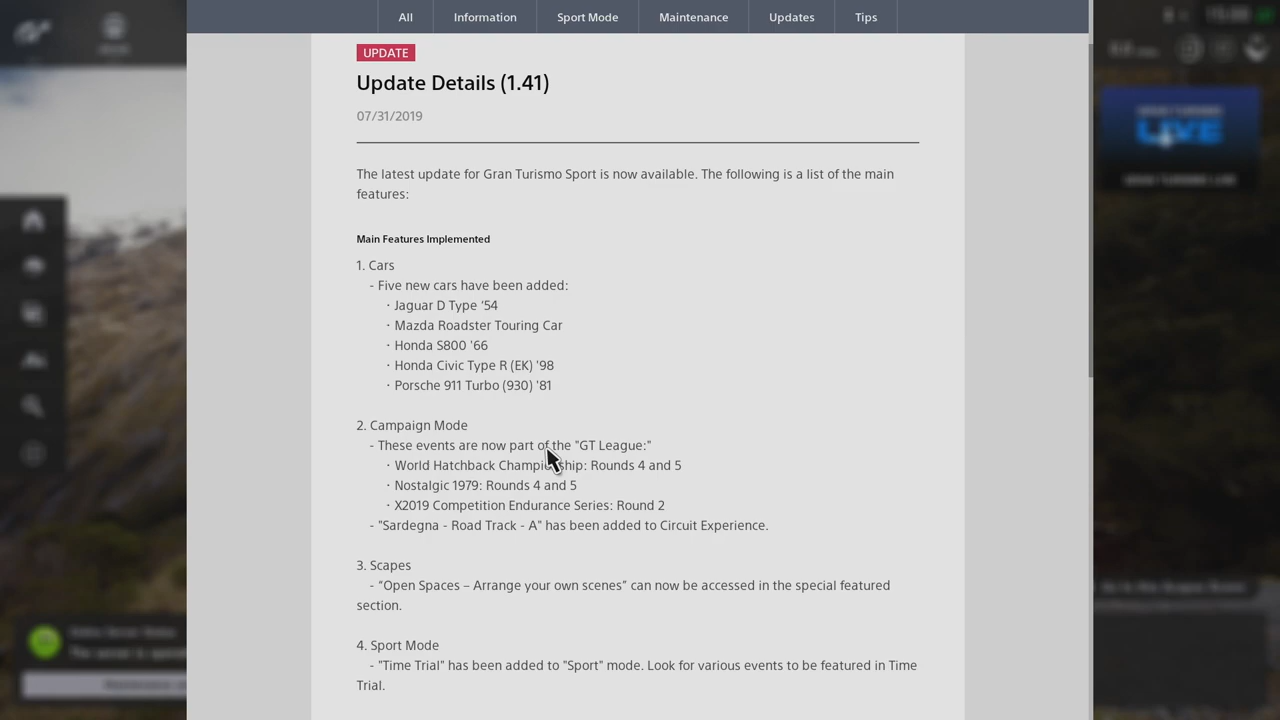 All
Information
Sport Mode
Maintenance
Updates
Tips
UPDATE
Update Details (1.41)
07/31/2019
The latest update for Gran Turismo Sport is now available. The following is a list of the main
features:
Main Features Implemented
1. Cars
- Five new cars have been added:
・Jaguar D Type '54
・Mazda Roadster Touring Car
・Honda S800 '66
・Honda Civic Type R (EK) '98
・Porsche 911 Turbo (930) '81
2. Campaign Mode
- These events are now part of the "GT League:"
・World Hatchback Championship: Rounds 4 and 5
・Nostalgic 1979: Rounds 4 and 5
・X2019 Competition Endurance Series: Round 2
- "Sardegna - Road Track - A" has been added to Circuit Experience.
3. Scapes
- “Open Spaces – Arrange your own scenes” can now be accessed in the special featured
section.
4. Sport Mode
- "Time Trial" has been added to "Sport" mode. Look for various events to be featured in Time
Trial.
LIVE